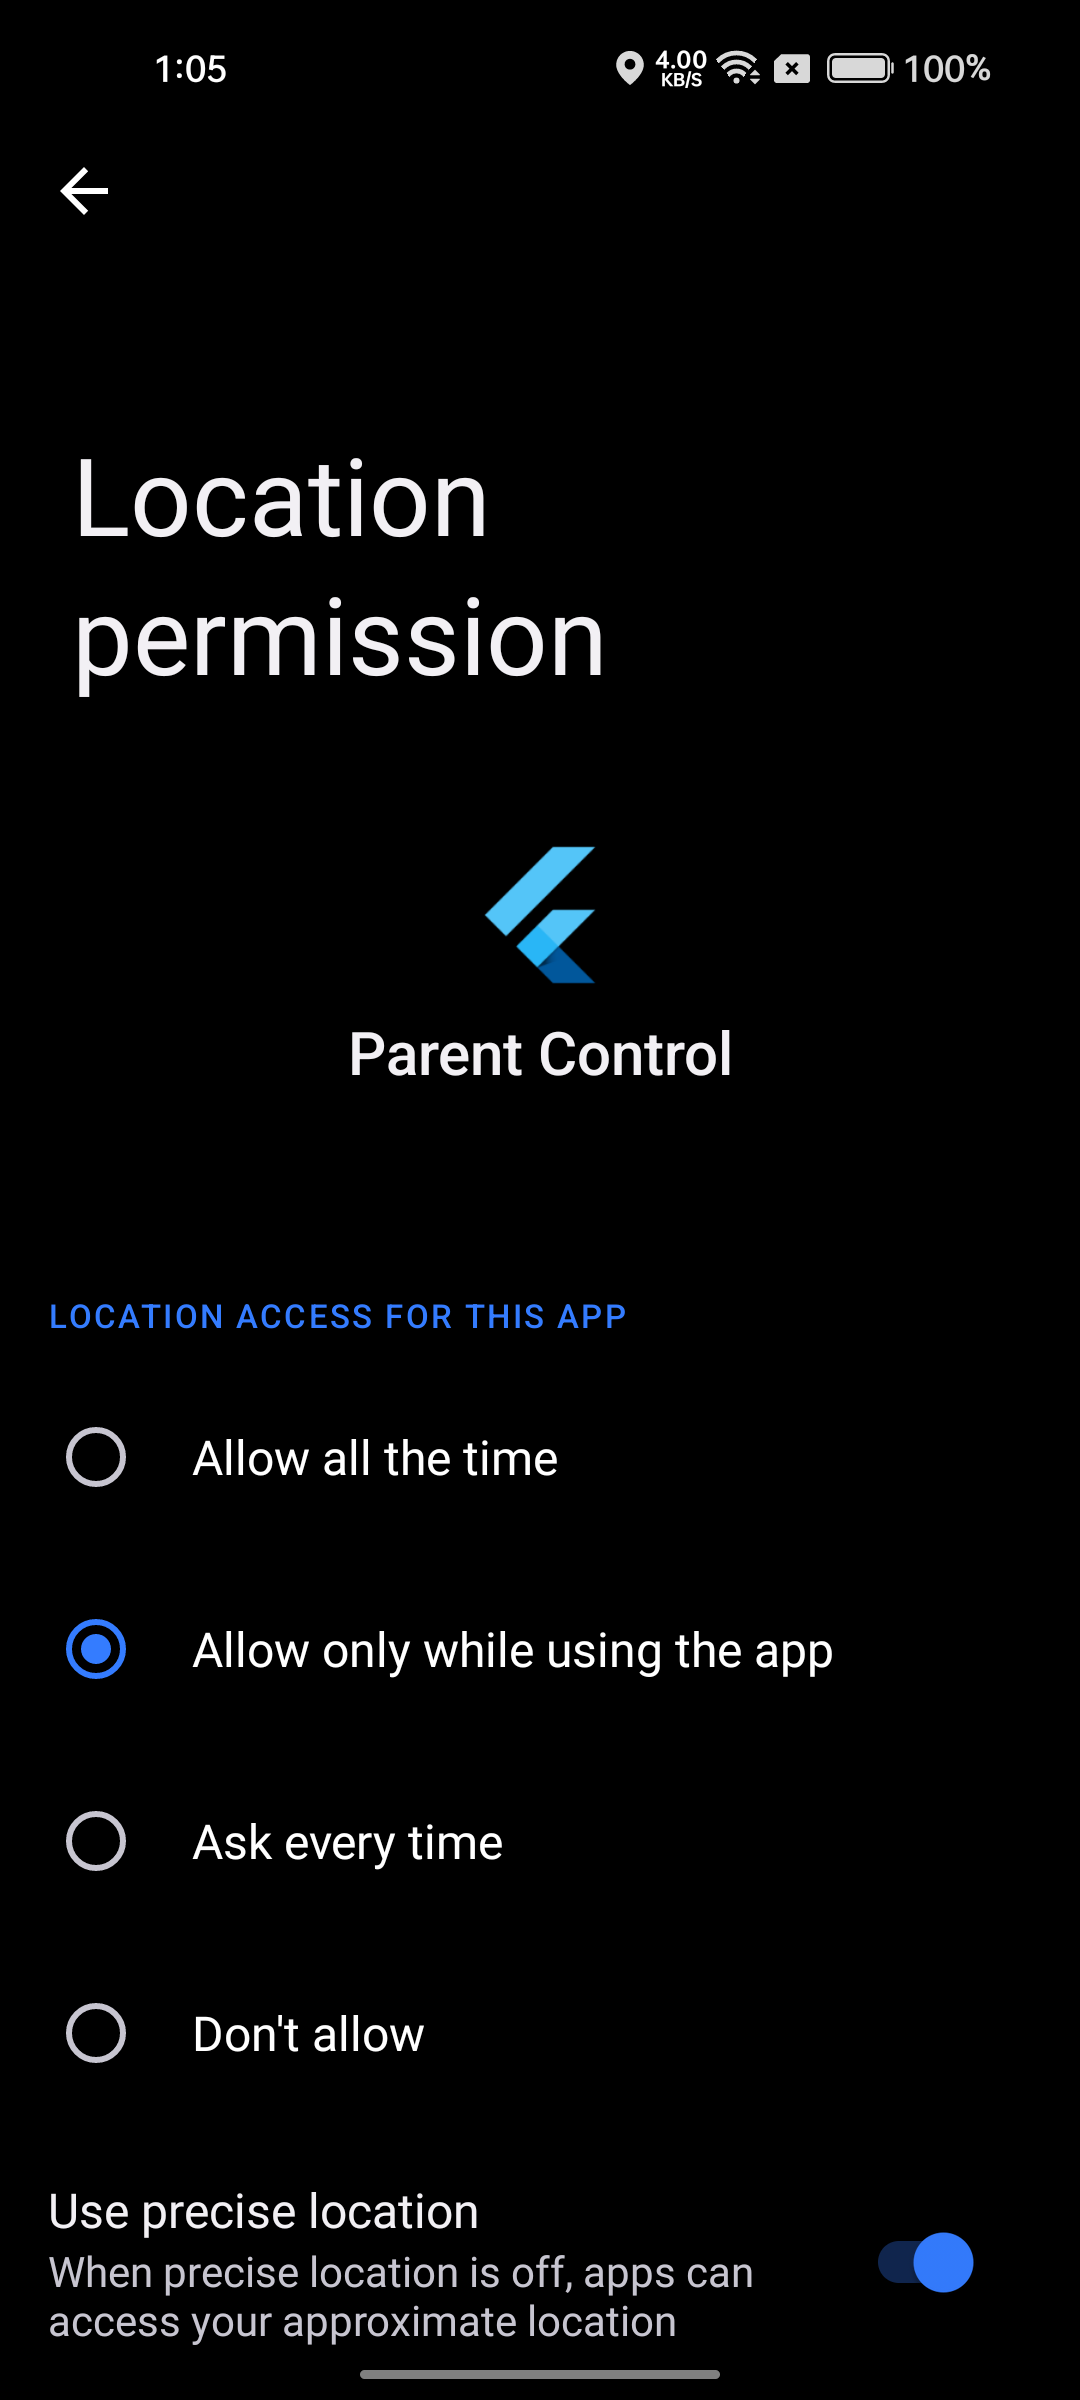 1:05
4.00
KB/S
100%
Location
permission
Parent Control
LOCATION ACCESS FOR THIS APP
Allow all the time
Allow only while using the app
Ask every time
Don't allow
Use precise location
When precise location is off, apps can
access your approximate location